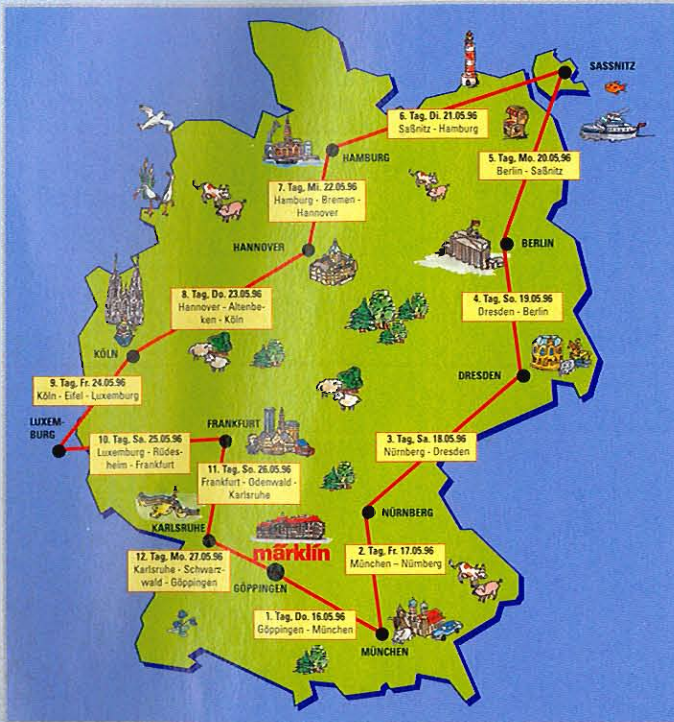 SASSNITZ
6. Tag, Di. 21.05.96
Saßnitz - Hamburg
HAMBURG
5. Tag, Mo. 20.05.96
Berlin - Saßnitz
7. Tag, Mi. 22.05.96
Hamburg - Bremen -
Hannover
HANNOVER
BERLIN
8. Tag, Do. 23.05.96
Hannover - Altenbe-
ken - Köln
4. Tag, So. 19.05.96
Dresden - Berlin
KÖLN
DRESDEN
9. Tag, Fr. 24.05.96
Köln - Eifel - Luxemburg
LUXEM-
BURG
FRANKFURT
10. Tag, Sa. 25.05.96
Luxemburg - Rüdes-
heim - Frankfurt
3. Tag, Sa. 18.05.96
Nürnberg - Dresden
11. Tag, So. 26.05.96
Frankfurt - Odenwald -
Karlsruhe
NÜRNBERG
KARLSRUHE
märklin
12. Tag, Mo. 27.05.96
Karlsruhe - Schwarz-
wald - Göppingen
GÖPPINGEN
2. Tag, Fr. 17.05.96
München – Nürnberg
1. Tag, Do. 16.05.96
Göppingen - München
MÜNCHEN